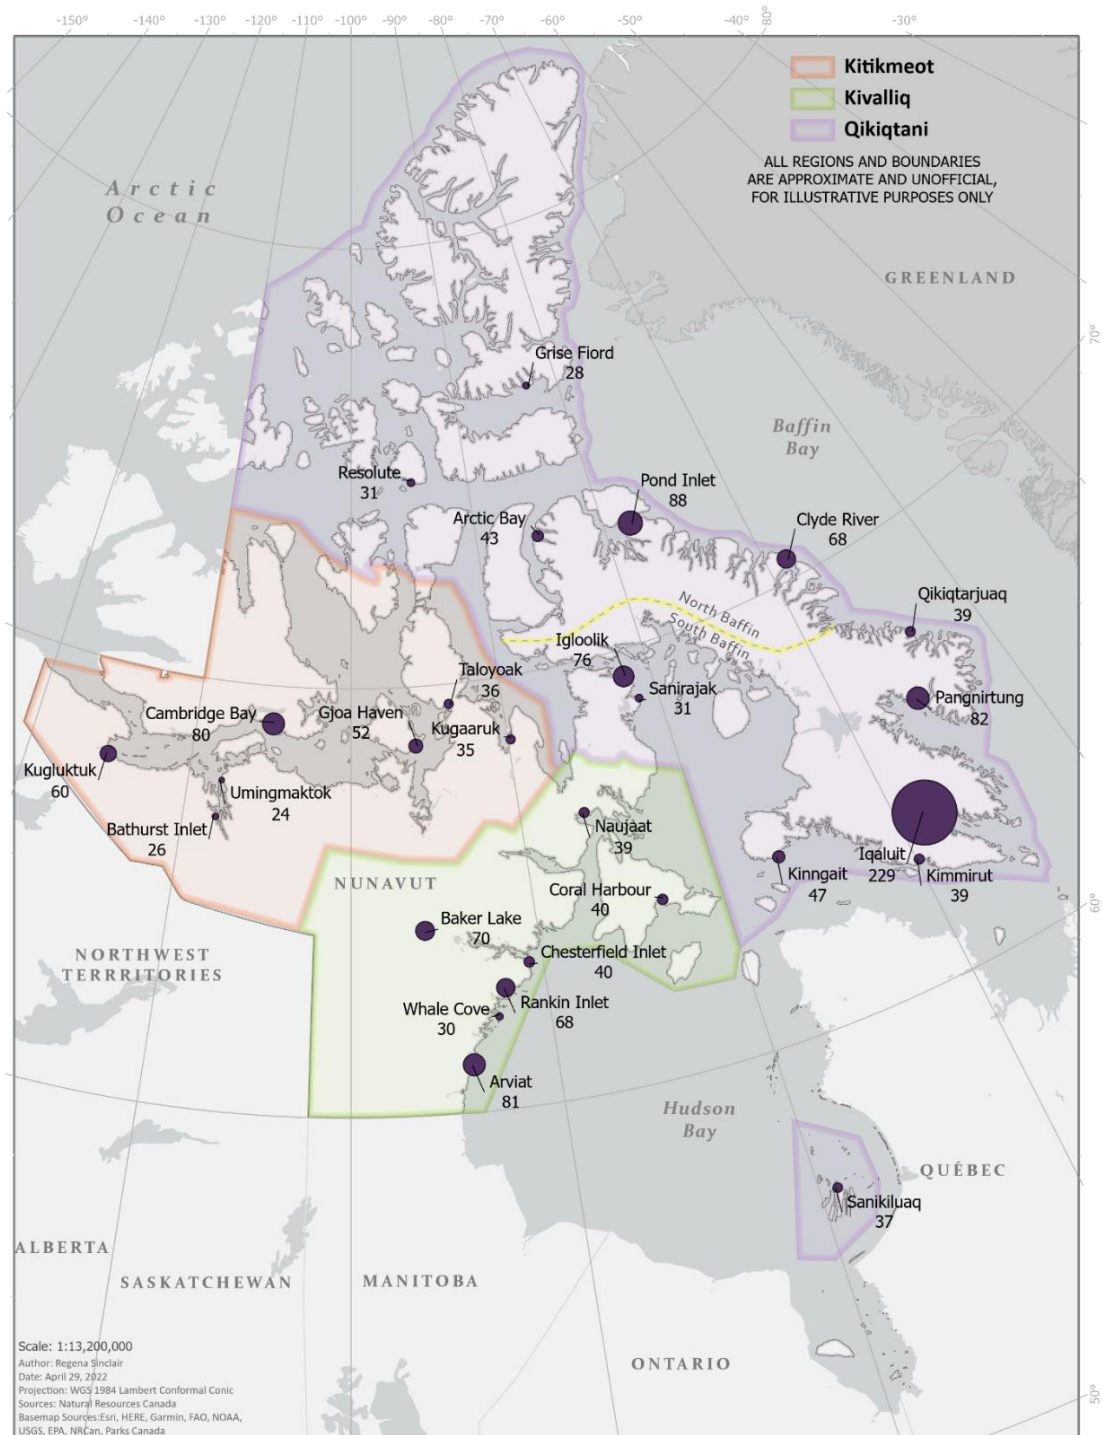 -150°
-140°
-130°
-120°
-110°
-100°
-90°
-80°
-70°
-60°
-50°
-40°
80°
-30°
Kitikmeot
Kivalliq
Qikiqtani
ALL REGIONS AND BOUNDARIES
ARE APPROXIMATE AND UNOFFICIAL,
FOR ILLUSTRATIVE PURPOSES ONLY
Arctic
Ocean
GREENLAND
70°
Grise Fiord
28
Baffin
Bay
Resolute
31
Pond Inlet
88
Arctic Bay
43
Clyde River
68
Qikiqtarjuaq
39
North Baffin
South Baffin
Igloolik
76
Taloyoak
36
Sanirajak
31
Pangnirtung
82
Cambridge Bay
80
Gjoa Haven
52
Kugaaruk
35
Kugluktuk
60
Umingmaktok
24
Bathurst Inlet
26
Naujaat
39
Iqaluit
229
Kinngait
47
Kimmirut
39
NUNAVUT
Coral Harbour
40
60°
Baker Lake
70
NORTHWEST
TERRRITORIES
Chesterfield Inlet
40
Rankin Inlet
68
Whale Cove
30
Arviat
81
Hudson
Bay
QUÉBEC
Sanikiluaq
37
ALBERTA
SASKATCHEWAN
MANITOBA
ONTARIO
50°
Scale: 1:13,200,000
Author: Regena Sinclair
Date: April 29, 2022
Projection: WGS 1984 Lambert Conformal Conic
Sources: Natural Resources Canada
Basemap Sources:Esri, HERE, Garmin, FAO, NOAA,
USGS, EPA, NRCan, Parks Canada